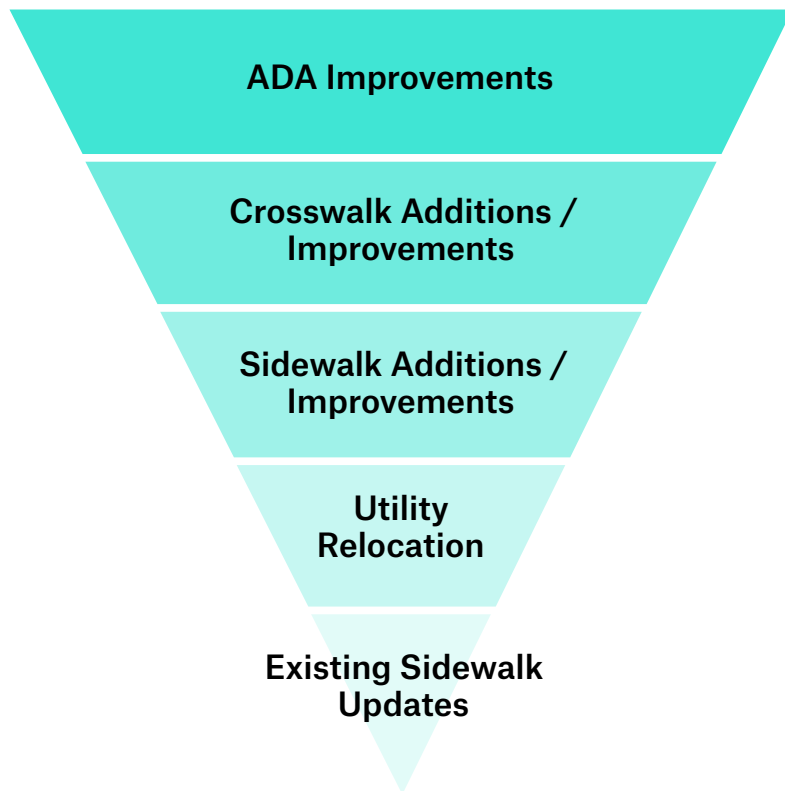 ADA Improvements
Crosswalk Additions /
Improvements
Sidewalk Additions /
Improvements
Utility
Relocation
Existing Sidewalk
Updates